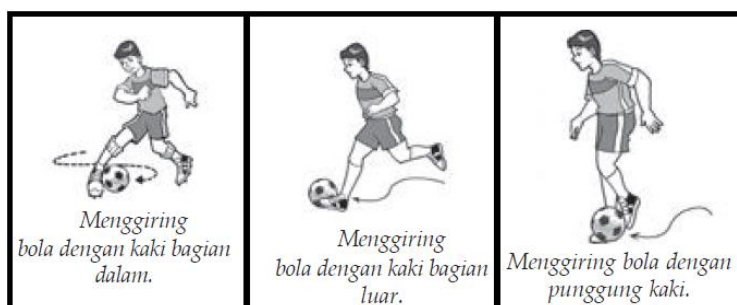 Menggiring
bola dengan kaki bagian
dalam.
Menggiring
bola dengan kaki bagian
luar.
Menggiring bola dengan
punggung kaki.